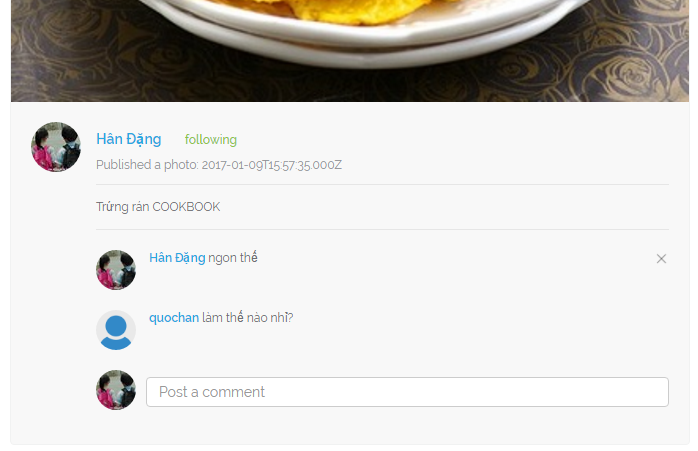 Hân Đặng following
Published a photo: 2017-01-09T15:57:35.000Z
Trứng rán COOKBOOK
Hân Đặng ngon thế
quochan làm thế nào nhỉ?
Post a comment